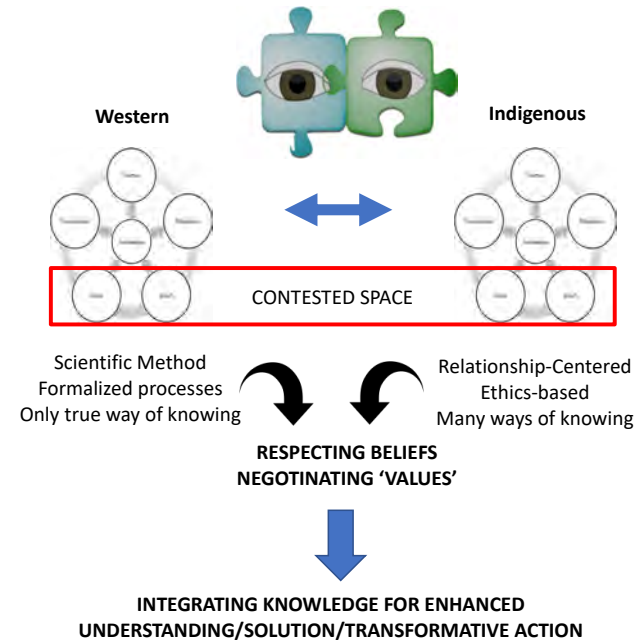 Western
Indigenous
CONTESTED SPACE
Scientific Method
Formalized processes
Only true way of knowing
Relationship-Centered
Ethics-based
Many ways of knowing
RESPECTING BELIEFS
NEGOTINATING ‘VALUES’
INTEGRATING KNOWLEDGE FOR ENHANCED
UNDERSTANDING/SOLUTION/TRANSFORMATIVE ACTION